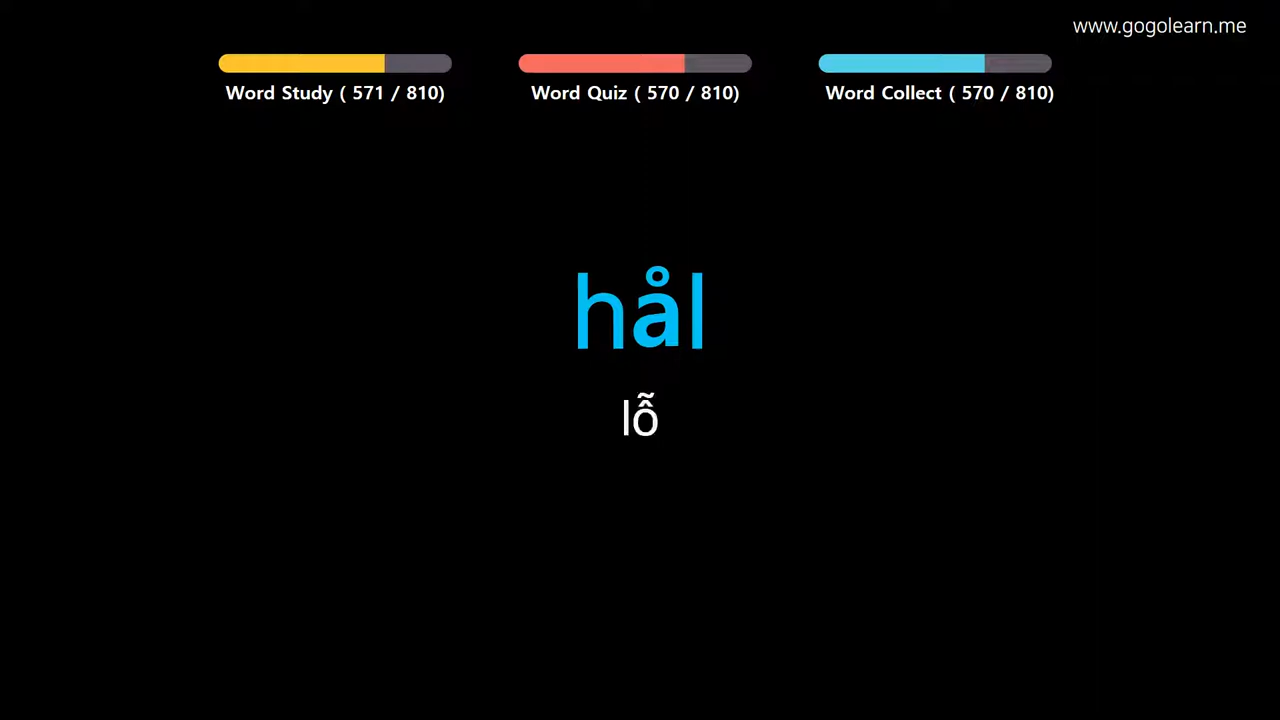 www.gogolearn.me
Word Study ( 571 / 810)
Word Quiz ( 570 / 810)
Word Collect ( 570 / 810)
hål
lỗ